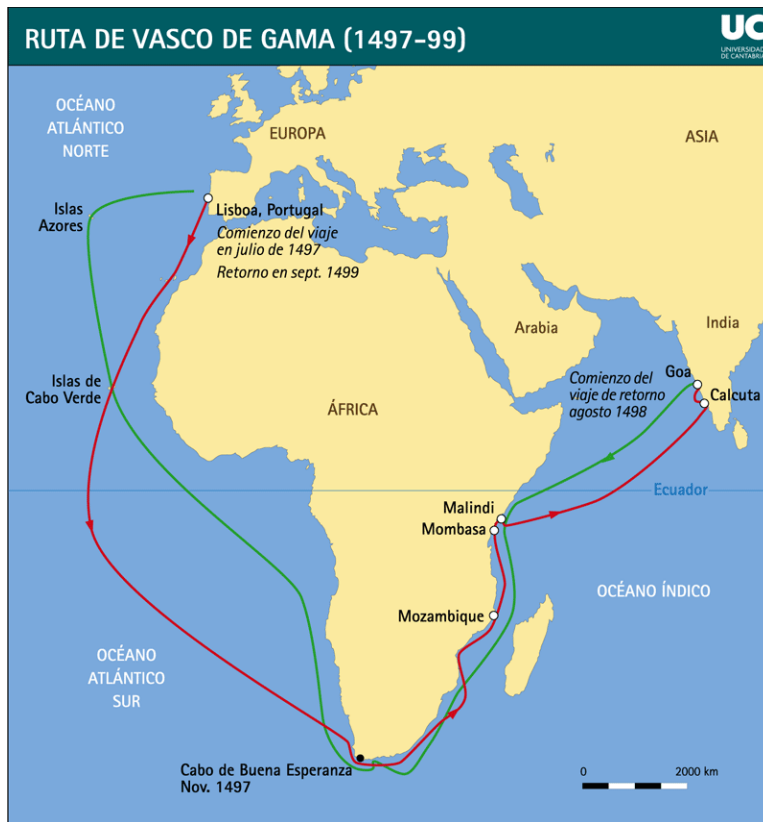 RUTA DE VASCO DE GAMA (1497-99)
UC
UNIVERSIDAD
DE CANTABRIA
OCÉANO
ATLÁNTICO
NORTE
EUROPA
ASIA
Islas
Azores
Lisboa, Portugal
Comienzo del viaje
en julio de 1497
Retorno en sept. 1499
Arabia
India
Islas de
Cabo Verde
ÁFRICA
Comienzo del
viaje de retorno
agosto 1498
Goa
Calcuta
Ecuador
Malindi
Mombasa
Mozambique
OCÉANO ÍNDICO
OCÉANO
ATLÁNTICO
SUR
Cabo de Buena Esperanza
Nov. 1497
0 2000 km